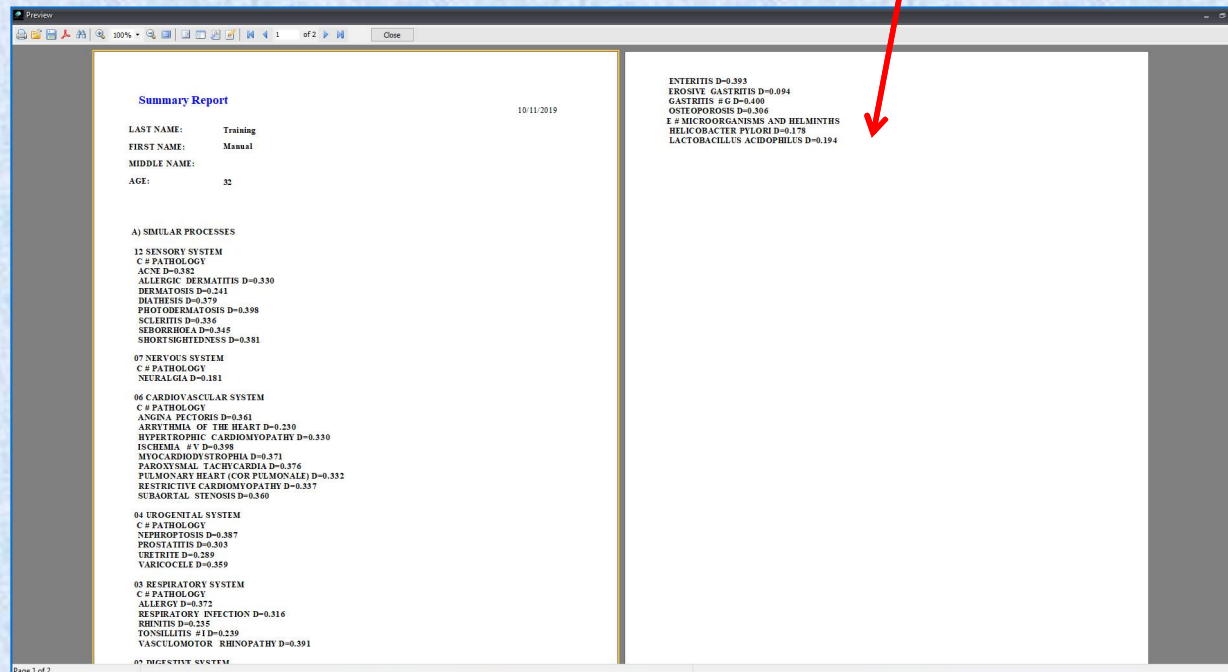 Preview
100%
1 of 2
Close
Summary Report
10/11/2019
LAST NAME: Training
FIRST NAME: Manual
MIDDLE NAME:
AGE: 32
A) SIMULAR PROCESSES
12 SENSORY SYSTEM
C # PATHOLOGY
ACNE D=0.382
ALLERGIC DERMATITIS D=0.330
DERMATOSIS D=0.241
DIATHESIS D=0.379
PHOTODERMATOSIS D=0.398
SCLERITIS D=0.336
SEBORRHOEA D=0.345
SHORTSIGHTEDNESS D=0.381
07 NERVOUS SYSTEM
C # PATHOLOGY
NEURALGIA D=0.181
06 CARDIOVASCULAR SYSTEM
C # PATHOLOGY
ANGINA PECTORIS D=0.361
ARRYTHMIA OF THE HEART D=0.230
HYPERTROPHIC CARDIOMYOPATHY D=0.330
ISCHEMIA # V D=0.398
MYOCARDIODYSTROPHIA D=0.371
PAROXYSMAL TACHYCARDIA D=0.376
PULMONARY HEART (COR PULMONALE) D=0.332
RESTRICTIVE CARDIOMYOPATHY D=0.337
SUBAORTAL STENOSIS D=0.360
04 UROGENITAL SYSTEM
C # PATHOLOGY
NEPHROPTOSIS D=0.387
PROSTATITIS D=0.303
URETRITE D=0.289
VARICOCELE D=0.359
03 RESPIRATORY SYSTEM
C # PATHOLOGY
ALLERGY D=0.372
RESPIRATORY INFECTION D=0.316
RHINITIS D=0.235
TONSILLITIS # I D=0.239
VASCULOMOTOR RHINOPATHY D=0.391
02 DIGESTIVE SYSTEM
ENTERITIS D=0.393
EROSIVE GASTRITIS D=0.094
GASTRITIS # G D=0.400
OSTEOPOROSIS D=0.306
E # MICROORGANISMS AND HELMINTHS
HELICOBACTER PYLORI D=0.178
LACTOBACILLUS ACIDOPHILUS D=0.194
Page 1 of 2